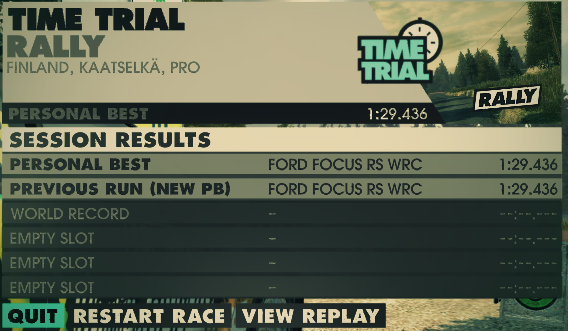 TIME TRIAL
RALLY
FINLAND, KAATSELKÄ, PRO
TIME
TRIAL
RALLY
PERSONAL BEST 1:29.436
SESSION RESULTS
PERSONAL BEST FORD FOCUS RS WRC 1:29.436
PREVIOUS RUN (NEW PB) FORD FOCUS RS WRC 1:29.436
WORLD RECORD – --:--.---
EMPTY SLOT – --:--.---
EMPTY SLOT – --:--.---
EMPTY SLOT – --:--.---
QUIT RESTART RACE VIEW REPLAY